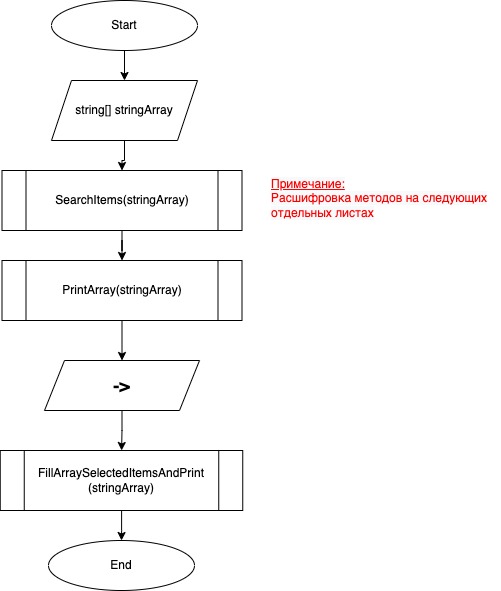 Start
string[] stringArray
SearchItems(stringArray)
Примечание:
Расшифровка методов на следующих
отдельных листах
PrintArray(stringArray)
->
FillArraySelectedItemsAndPrint
(stringArray)
End